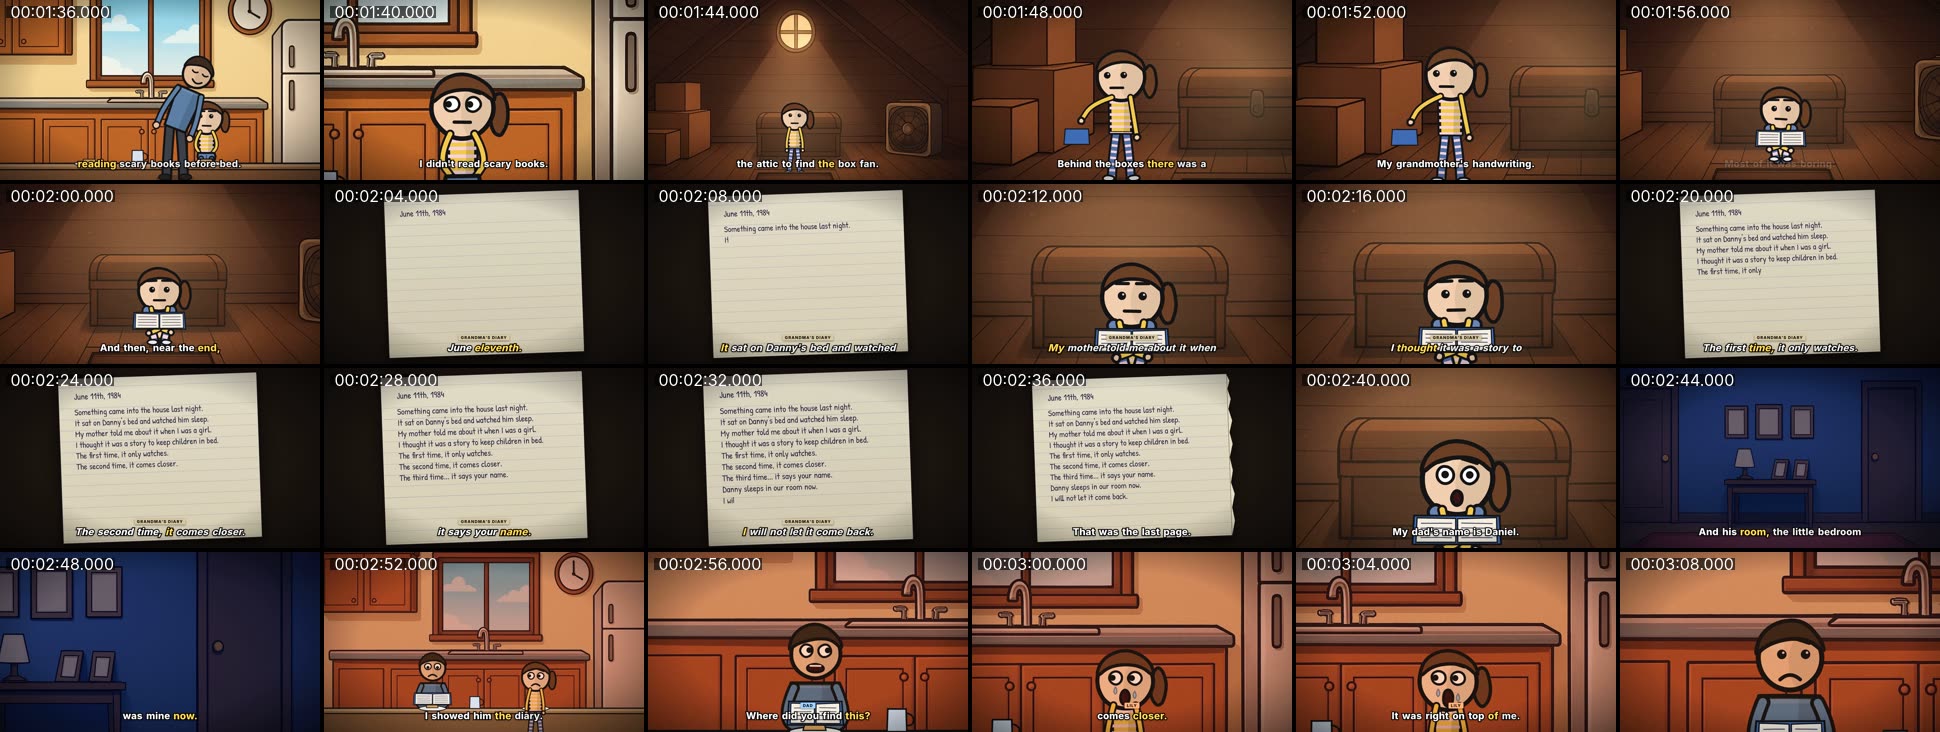 00:01:36.000
reading scary books before bed.
00:01:40.000
I didn't read scary books.
00:01:44.000
the attic to find the box fan.
00:01:48.000
Behind the boxes there was a
00:01:52.000
My grandmother's handwriting.
00:01:56.000
Most of it was boring.
00:02:00.000
And then, near the end,
00:02:04.000
June 11th, 1984
GRANDMA'S DIARY
June eleventh.
00:02:08.000
June 11th, 1984
Something came into the house last night.
It
GRANDMA'S DIARY
It sat on Danny's bed and watched
00:02:12.000
GRANDMA'S DIARY
My mother told me about it when
00:02:16.000
GRANDMA'S DIARY
I thought it was a story to
00:02:20.000
June 11th, 1984
Something came into the house last night.
It sat on Danny's bed and watched him sleep.
My mother told me about it when I was a girl.
I thought it was a story to keep children in bed.
The first time, it only
GRANDMA'S DIARY
The first time, it only watches.
00:02:24.000
June 11th, 1984
Something came into the house last night.
It sat on Danny's bed and watched him sleep.
My mother told me about it when I was a girl.
I thought it was a story to keep children in bed.
The first time, it only watches.
The second time, it comes closer.
GRANDMA'S DIARY
The second time, it comes closer.
00:02:28.000
June 11th, 1984
Something came into the house last night.
It sat on Danny's bed and watched him sleep.
My mother told me about it when I was a girl.
I thought it was a story to keep children in bed.
The first time, it only watches.
The second time, it comes closer.
The third time... it says your name.
GRANDMA'S DIARY
it says your name.
00:02:32.000
June 11th, 1984
Something came into the house last night.
It sat on Danny's bed and watched him sleep.
My mother told me about it when I was a girl.
I thought it was a story to keep children in bed.
The first time, it only watches.
The second time, it comes closer.
The third time... it says your name.
Danny sleeps in our room now.
I wil
GRANDMA'S DIARY
I will not let it come back.
00:02:36.000
June 11th, 1984
Something came into the house last night.
It sat on Danny's bed and watched him sleep.
My mother told me about it when I was a girl.
I thought it was a story to keep children in bed.
The first time, it only watches.
The second time, it comes closer.
The third time... it says your name.
Danny sleeps in our room now.
I will not let it come back.
That was the last page.
00:02:40.000
My dad's name is Daniel.
00:02:44.000
And his room, the little bedroom
00:02:48.000
was mine now.
00:02:52.000
I showed him the diary.
00:02:56.000
DAD
Where did you find this?
00:03:00.000
LILY
comes closer.
00:03:04.000
LILY
It was right on top of me.
00:03:08.000